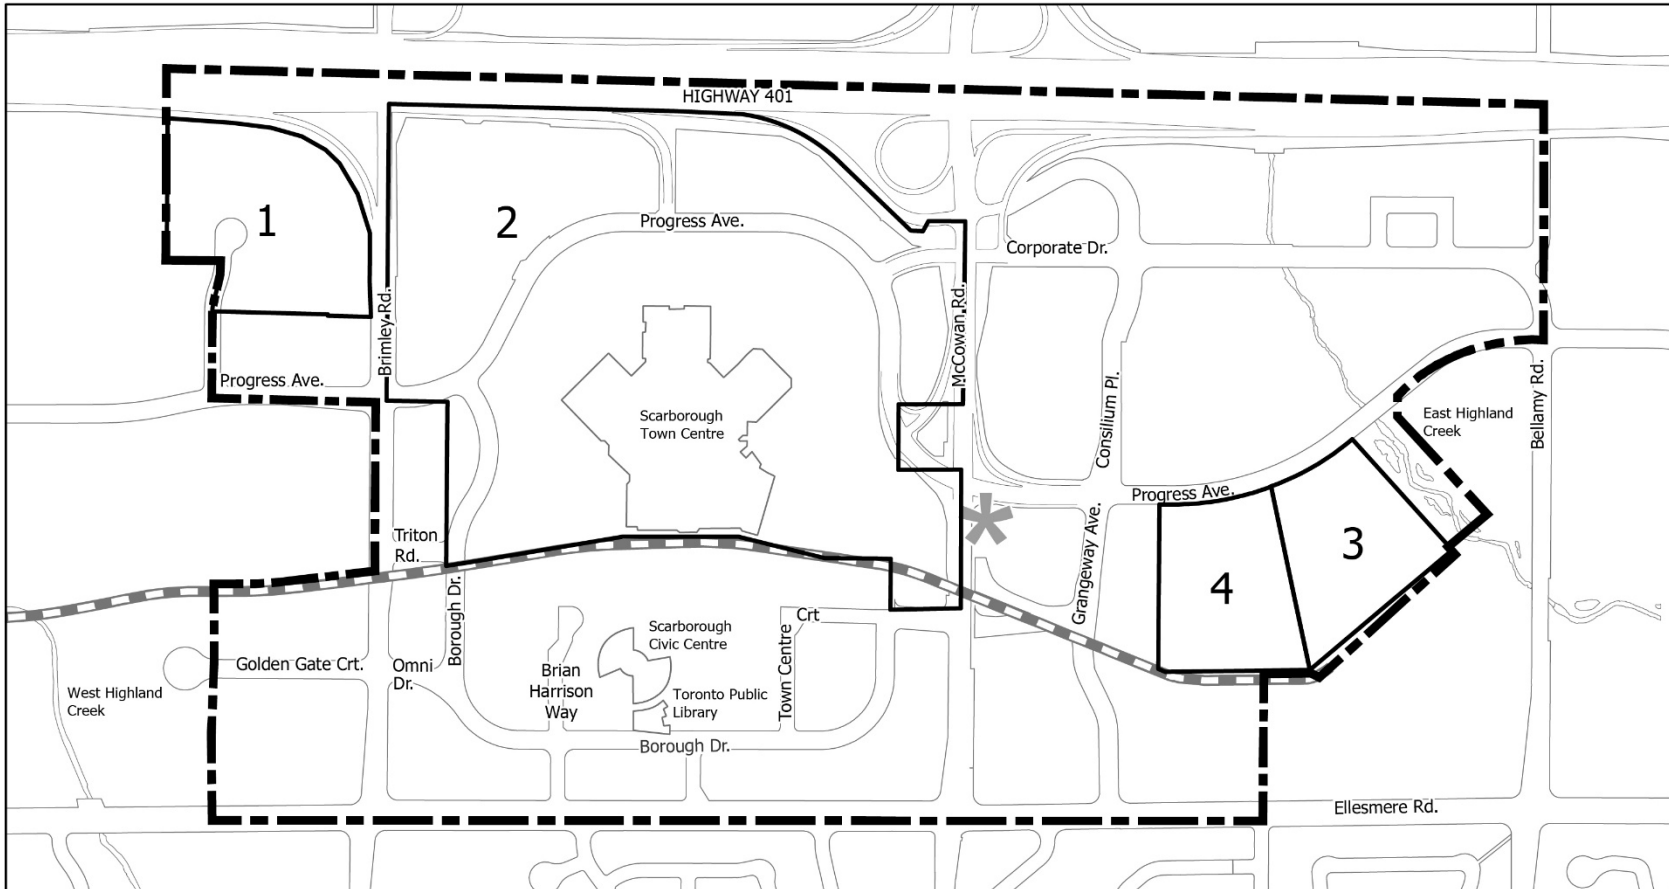 HIGHWAY 401
1
2
Progress Ave.
Corporate Dr.
Brimley Rd.
McCowan Rd.
Progress Ave.
Scarborough
Town Centre
Consilium Pl.
Bellamy Rd.
East Highland
Creek
Progress Ave.
*
Triton
Rd.
3
4
Grangeway Ave.
Borough Dr.
Scarborough
Civic Centre
Town Centre
Crt
Golden Gate Crt.
Omni
Dr.
Brian
Harrison
Way
Toronto Public
Library
West Highland
Creek
Borough Dr.
Ellesmere Rd.